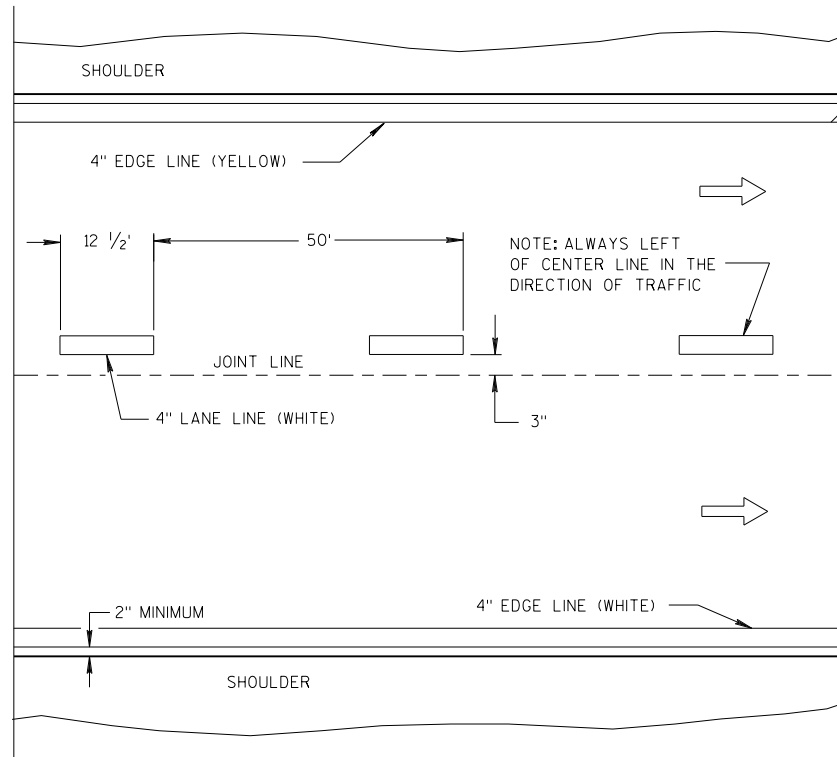 SHOULDER
4" EDGE LINE (YELLOW)
12 1/2'
50'
NOTE: ALWAYS LEFT
OF CENTER LINE IN THE
DIRECTION OF TRAFFIC
JOINT LINE
4" LANE LINE (WHITE)
3"
2" MINIMUM
4" EDGE LINE (WHITE)
SHOULDER